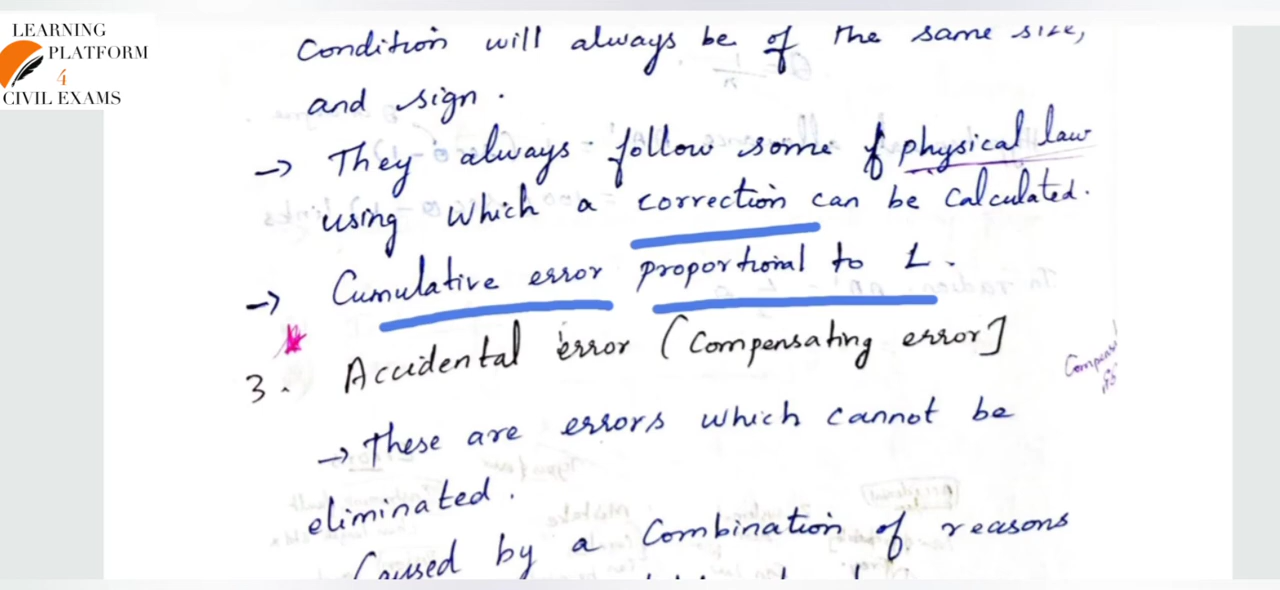 LEARNING
PLATFORM
4
CIVIL EXAMS
Condition will always be of the same size,
and sign.
→ They always follow some of physical law
using which a correction can be calculated.
→ Cumulative error proportional to L.
3. Accidental error (Compensating error]
→ These are errors which cannot be
eliminated.
Caused by a combination of reasons